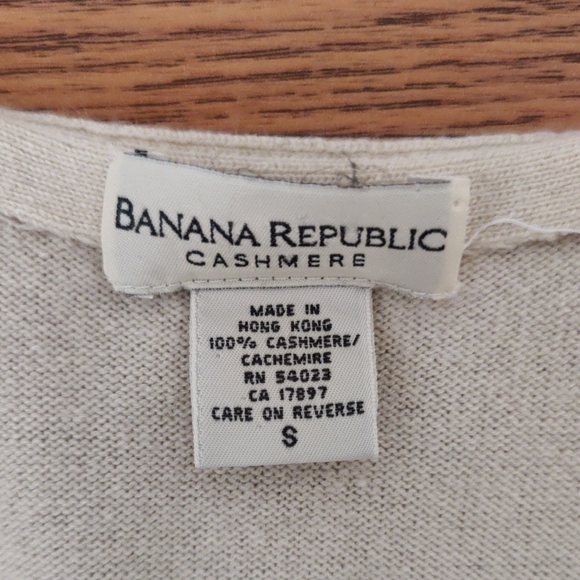 BANANA REPUBLIC
CASHMERE
MADE IN
HONG KONG
100% CASHMERE/
CACHEMIRE
RN 54023
CA 17897
CARE ON REVERSE
S